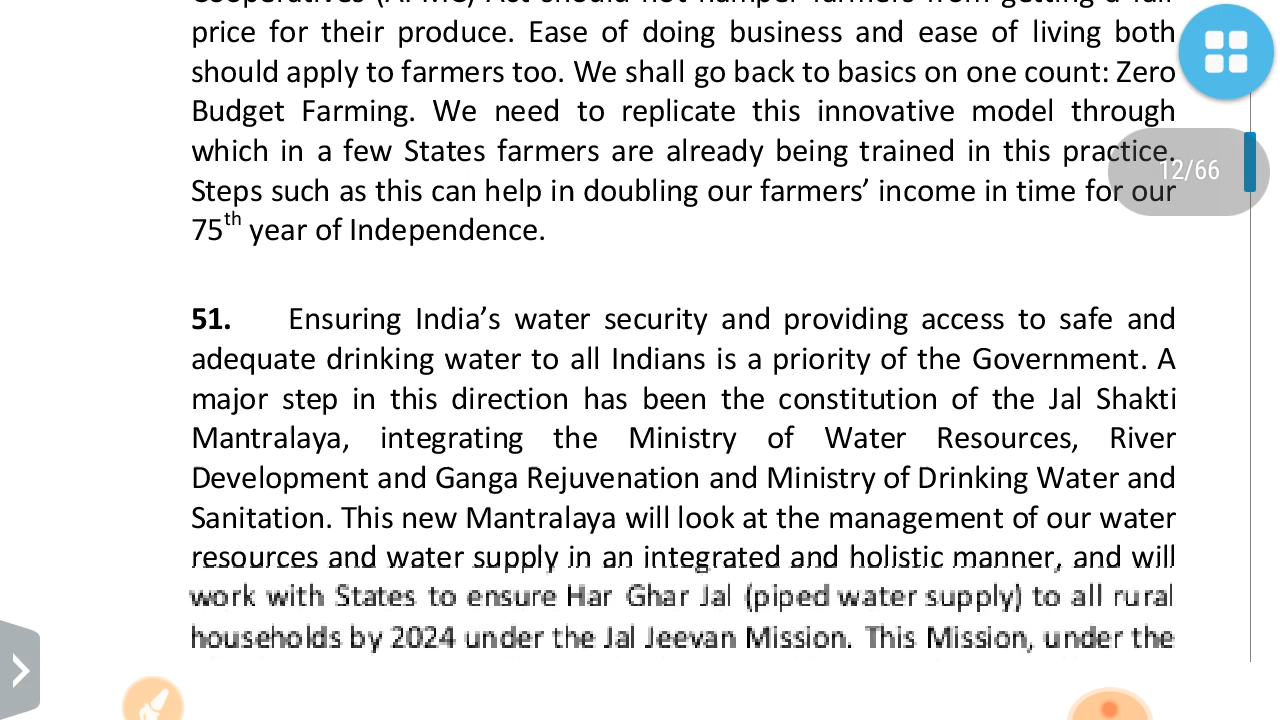 price for their produce. Ease of doing business and ease of living both
should apply to farmers too. We shall go back to basics on one count: Zero
Budget Farming. We need to replicate this innovative model through
which in a few States farmers are already being trained in this practice.
Steps such as this can help in doubling our farmers’ income in time for our
75th year of Independence.
12/66
51. Ensuring India’s water security and providing access to safe and
adequate drinking water to all Indians is a priority of the Government. A
major step in this direction has been the constitution of the Jal Shakti
Mantralaya, integrating the Ministry of Water Resources, River
Development and Ganga Rejuvenation and Ministry of Drinking Water and
Sanitation. This new Mantralaya will look at the management of our water
resources and water supply in an integrated and holistic manner, and will
work with States to ensure Har Ghar Jal (piped water supply) to all rural
households by 2024 under the Jal Jeevan Mission. This Mission, under the